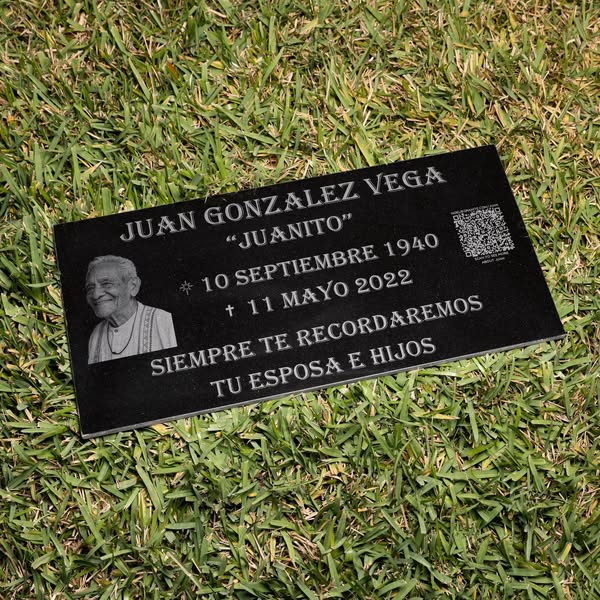 JUAN GONZALEZ VEGA
“JUANITO”
10 SEPTIEMBRE 1940
✝ 11 MAYO 2022
SIEMPRE TE RECORDAREMOS
TU ESPOSA E HIJOS